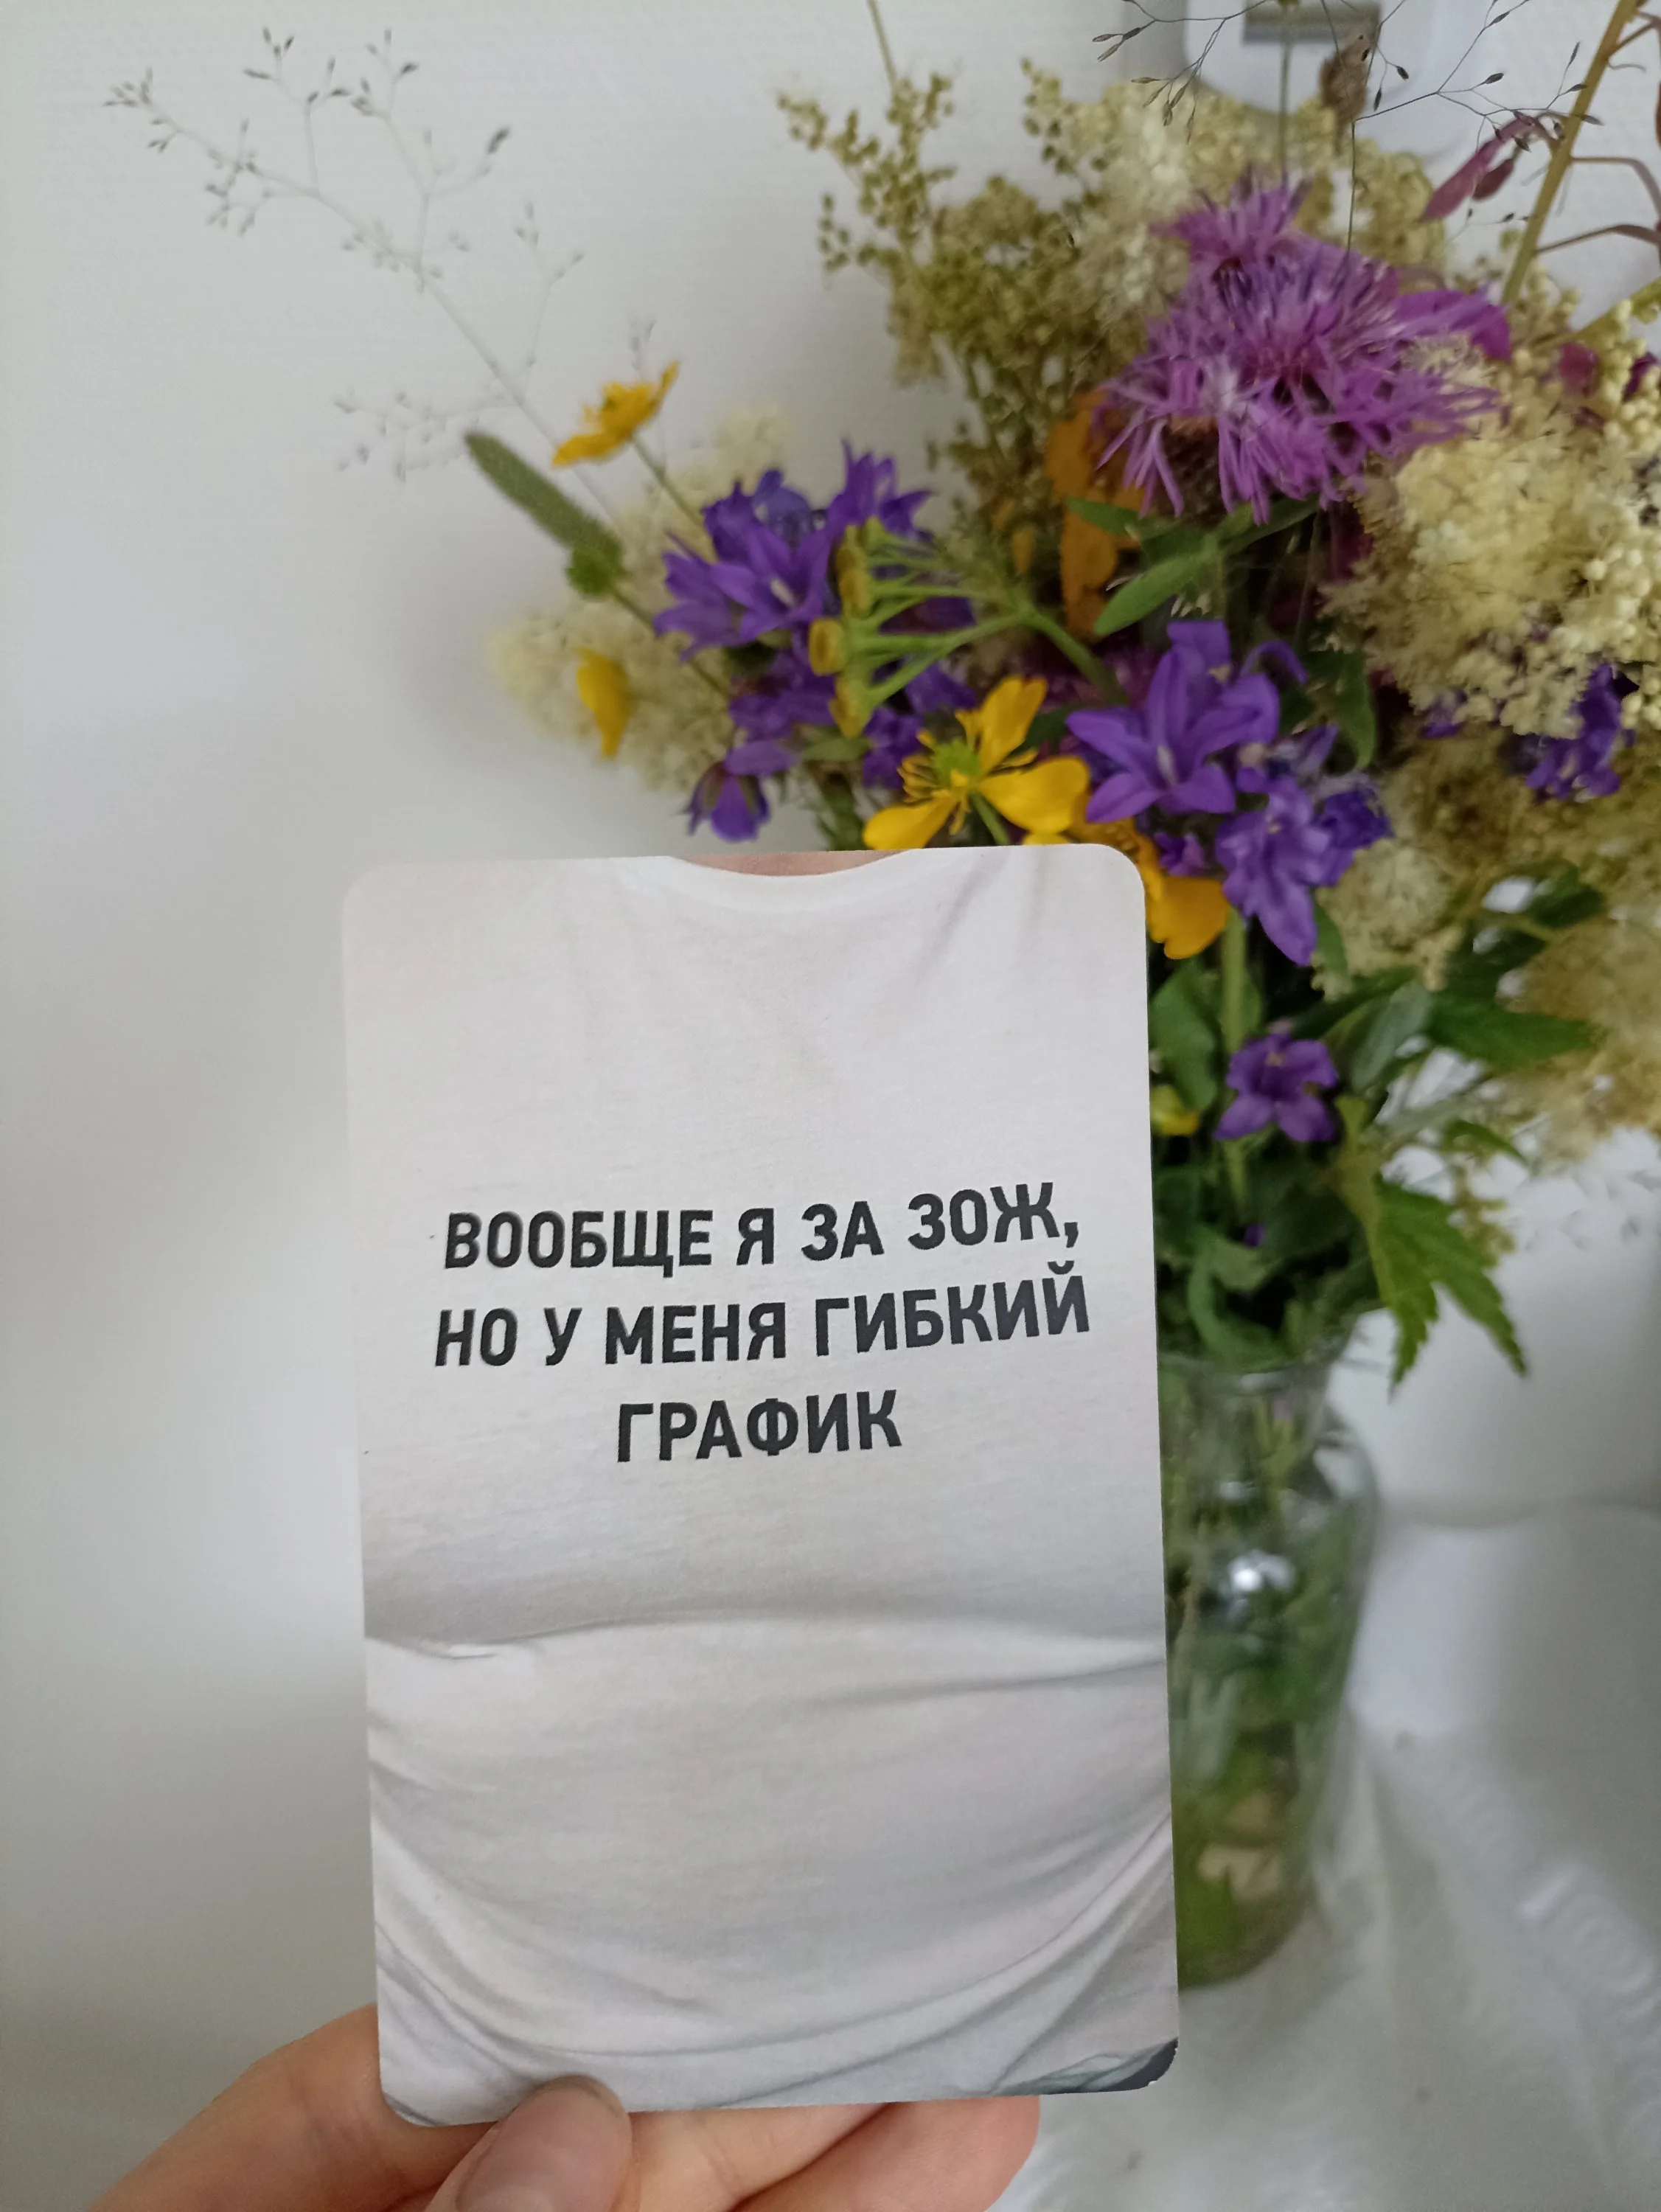 ВООБЩЕ Я ЗА ЗОЖ,
НО У МЕНЯ ГИБКИЙ
ГРАФИК